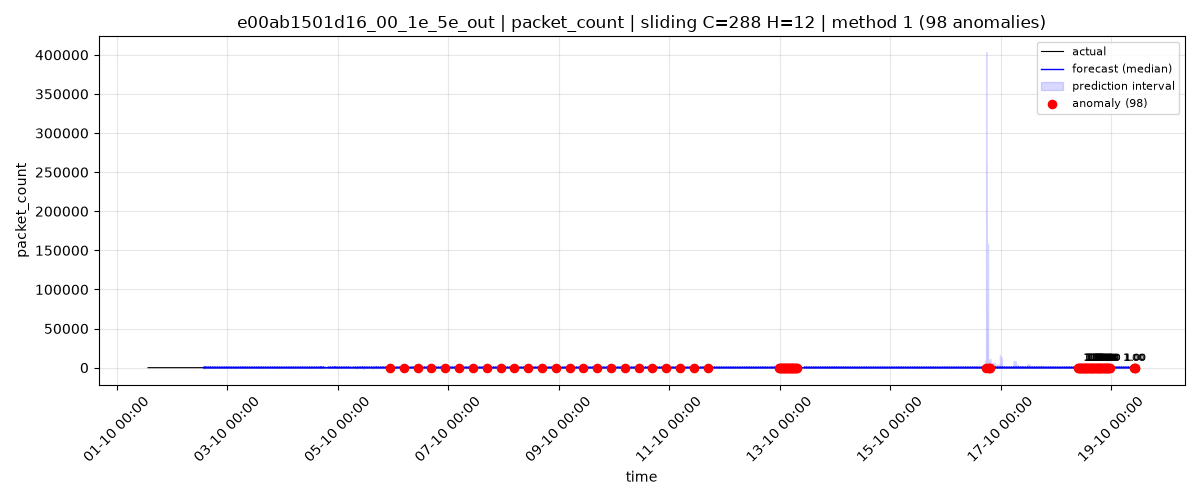 e00ab1501d16_00_1e_5e_out | packet_count | sliding C=288 H=12 | method 1 (98 anomalies)
actual
forecast (median)
prediction interval
anomaly (98)
packet_count
400000
350000
300000
250000
200000
150000
100000
50000
0
1.00
01-10 00:00
03-10 00:00
05-10 00:00
07-10 00:00
09-10 00:00
11-10 00:00
13-10 00:00
15-10 00:00
17-10 00:00
19-10 00:00
time